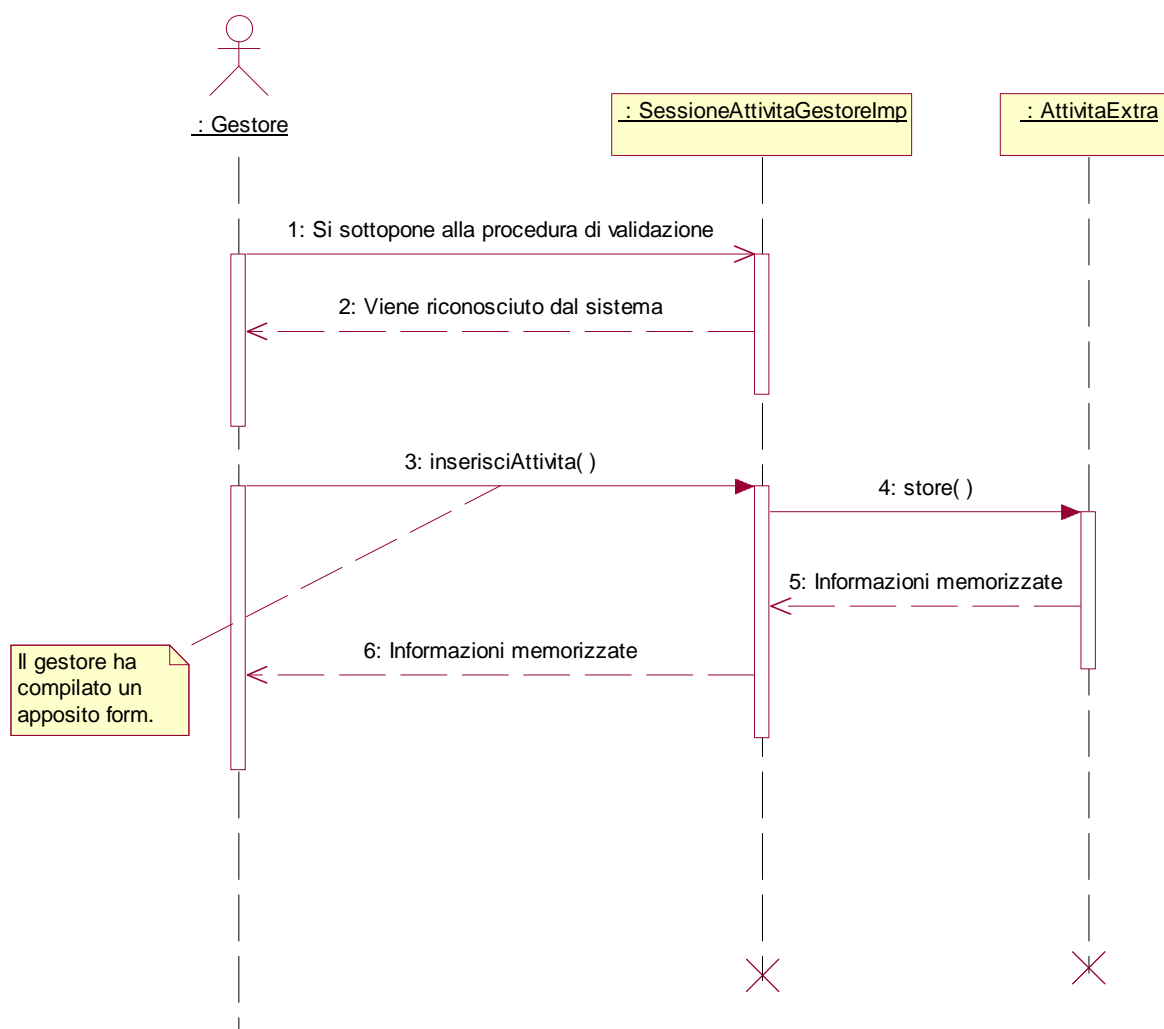 : Gestore
: SessioneAttivitaGestoreImp
: AttivitaExtra
1: Si sottopone alla procedura di validazione
2: Viene riconosciuto dal sistema
3: inserisciAttivita( )
4: store( )
5: Informazioni memorizzate
6: Informazioni memorizzate
Il gestore ha
compilato un
apposito form.